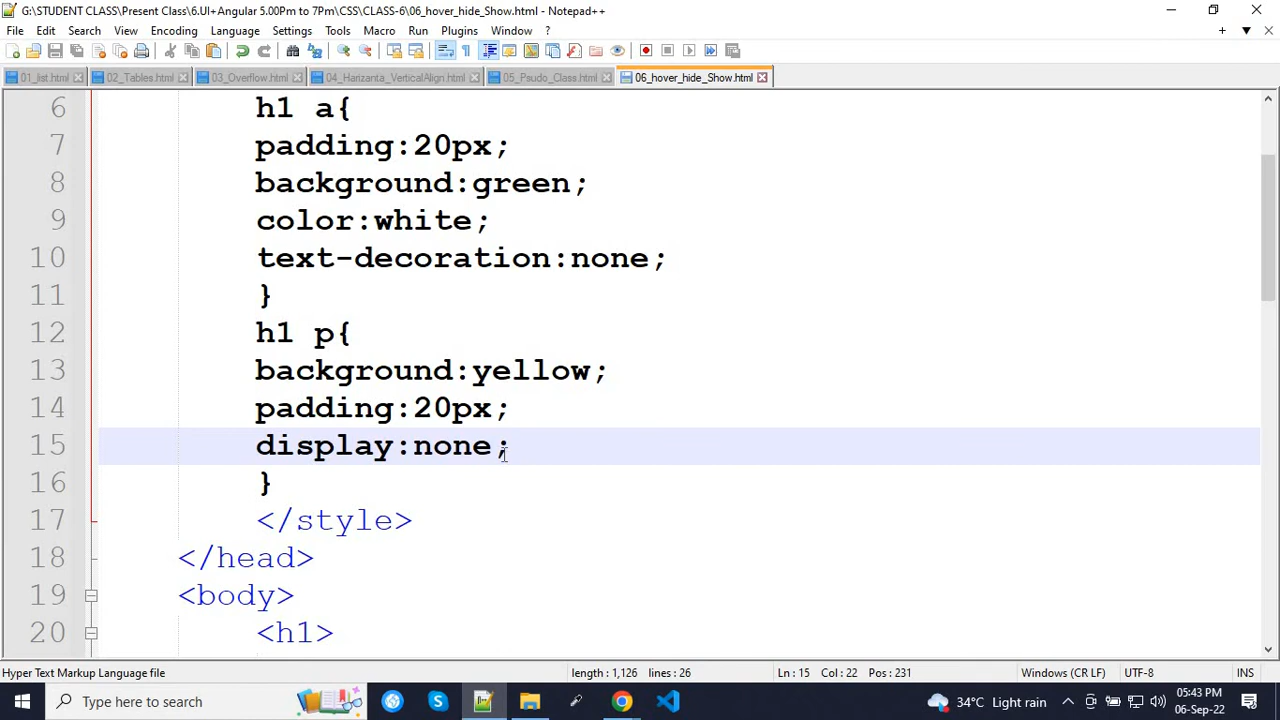 G:\STUDENT CLASS\Present Class\6.UI+Angular 5.00Pm to 7Pm\CSS\CLASS-6\06_hover_hide_Show.html - Notepad++
File Edit Search View Encoding Language Settings Tools Macro Run Plugins Window ?
01_list.html 02_Tables.html 03_Overflow.html 04_Harizanta_VerticalAlign.html 05_Psudo_Class.html 06_hover_hide_Show.html
6 h1 a{
7 padding:20px;
8 background:green;
9 color:white;
10 text-decoration:none;
11 }
12 h1 p{
13 background:yellow;
14 padding:20px;
15 display:none;
16 }
17 </style>
18 </head>
19 <body>
20 <h1>
Hyper Text Markup Language file length : 1,126 lines : 26 Ln : 15 Col : 22 Pos : 231 Windows (CR LF) UTF-8 INS
Type here to search 34°C Light rain 05:43 PM
06-Sep-22